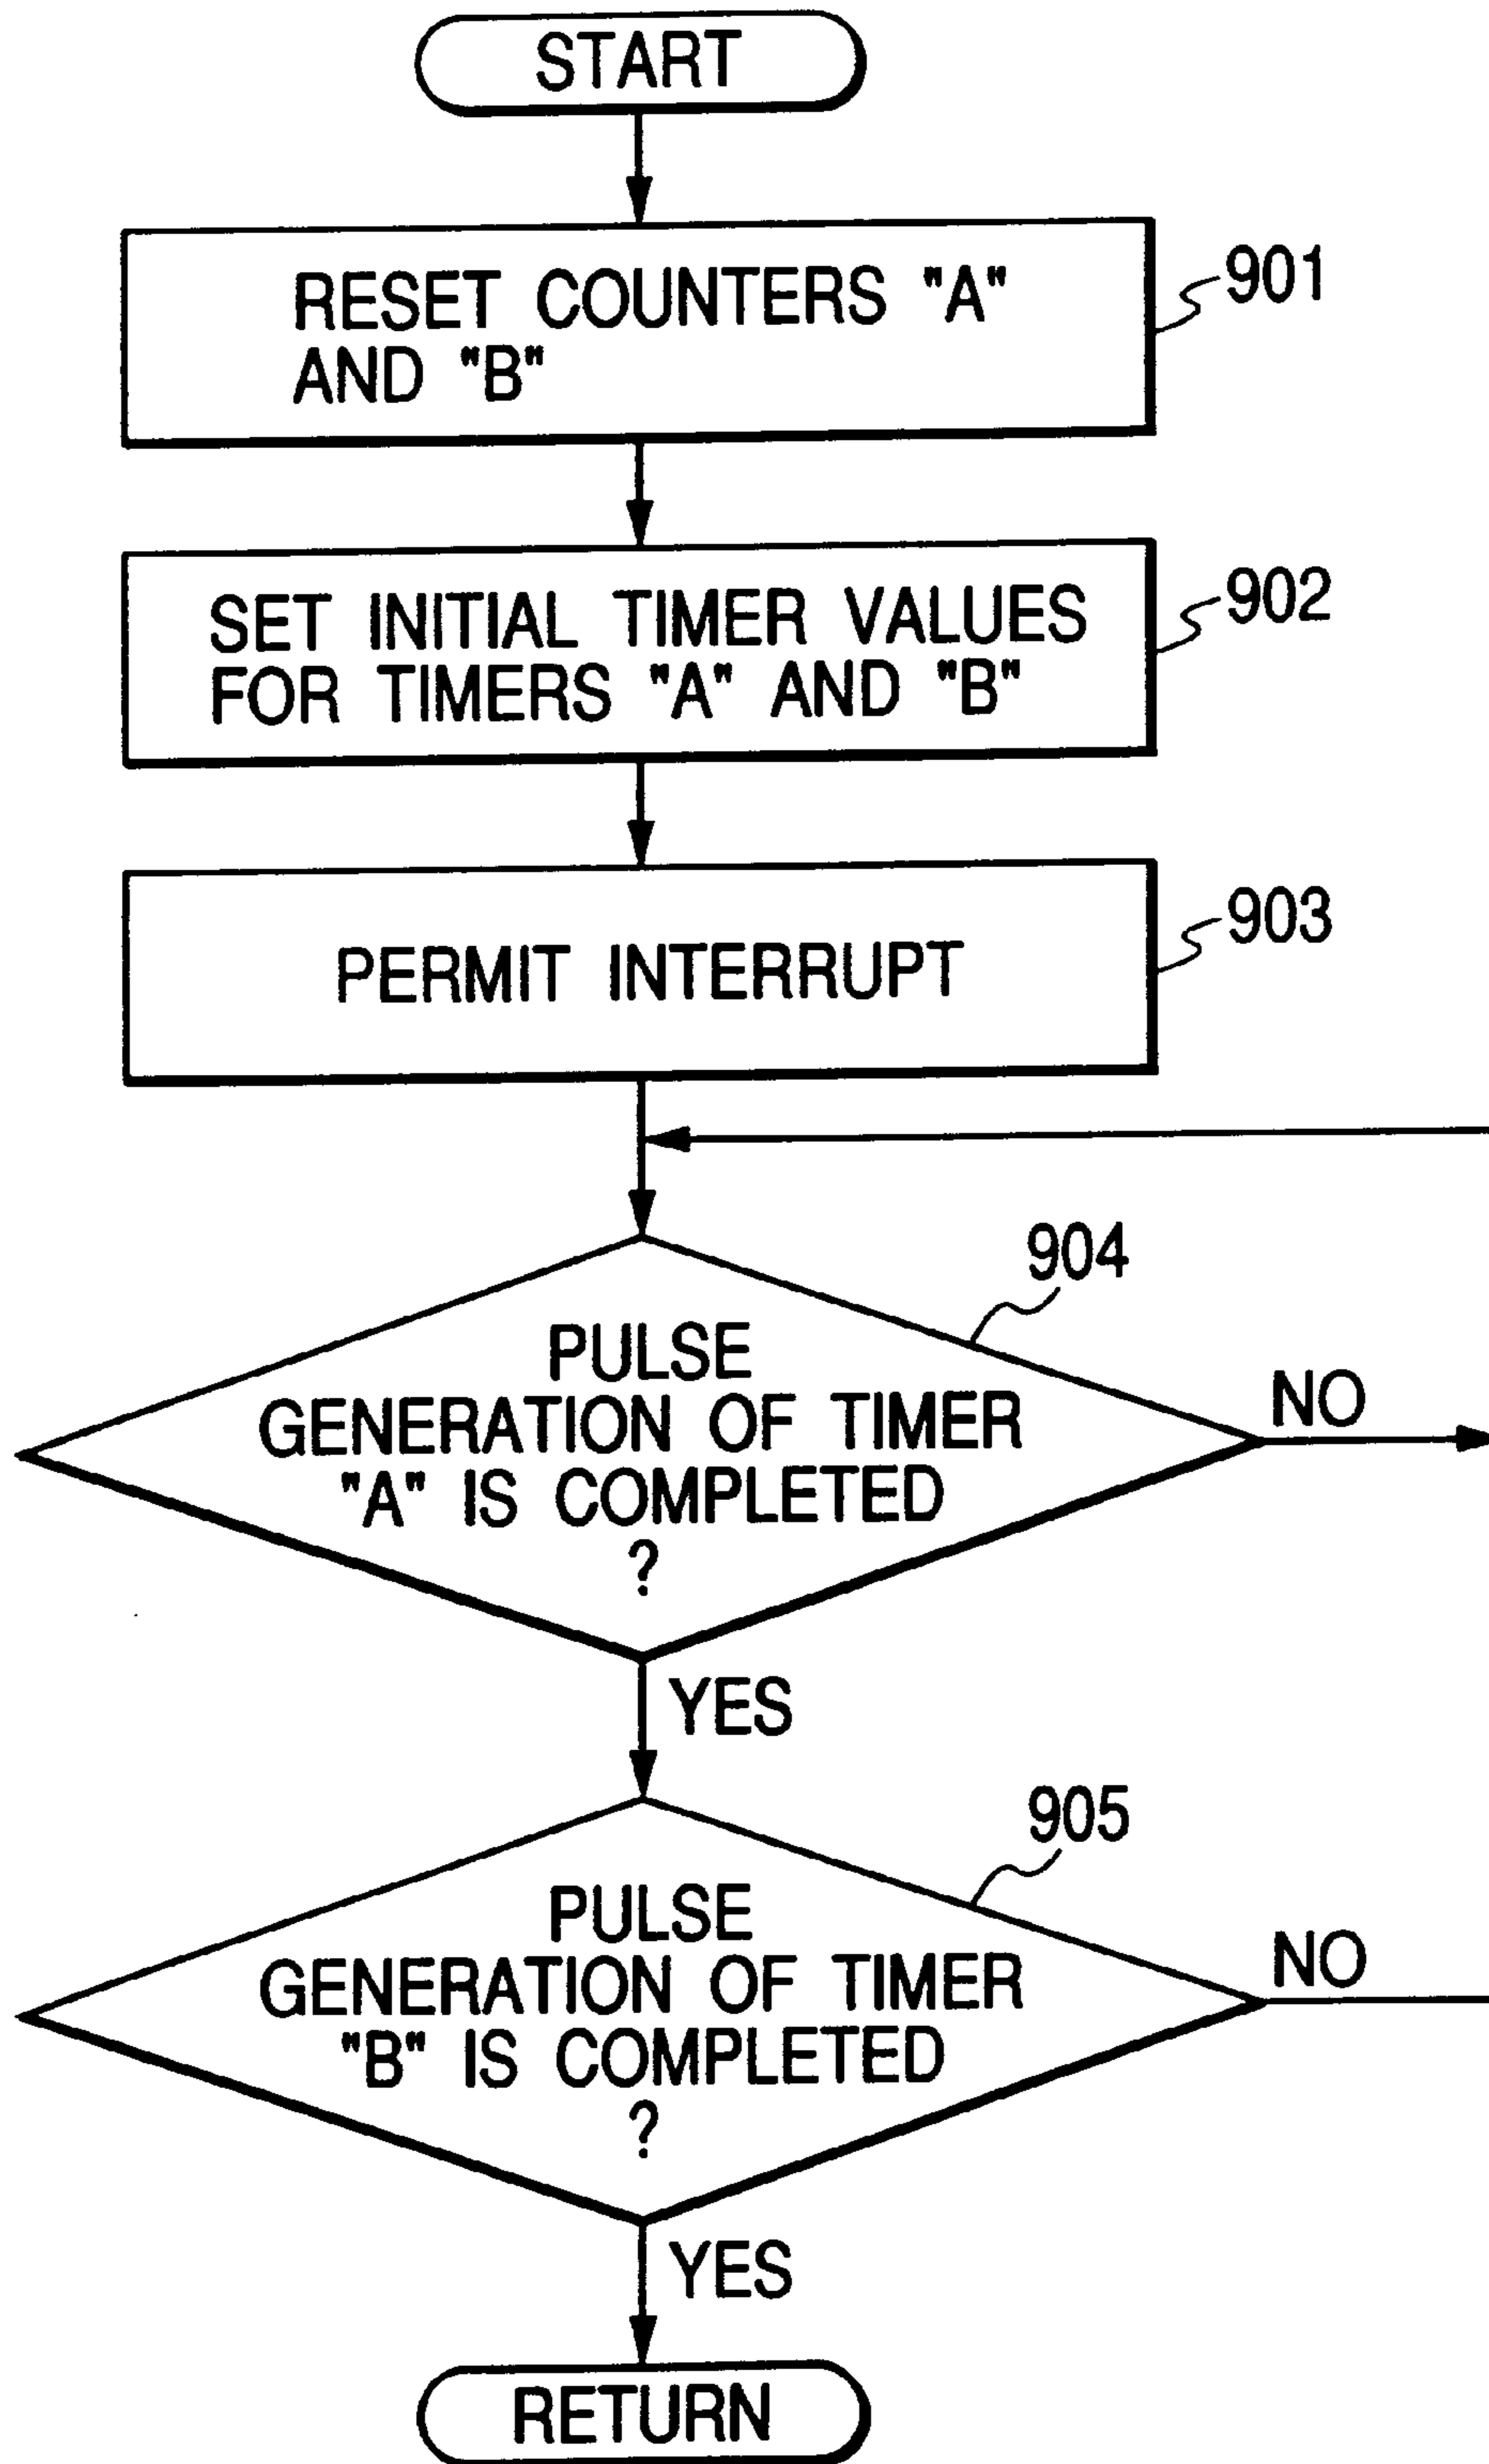 START
RESET COUNTERS "A"
AND "B"
901
SET INITIAL TIMER VALUES
FOR TIMERS "A" AND "B"
902
PERMIT INTERRUPT
903
904
PULSE
GENERATION OF TIMER
"A" IS COMPLETED
?
NO
YES
905
PULSE
GENERATION OF TIMER
"B" IS COMPLETED
?
NO
YES
RETURN